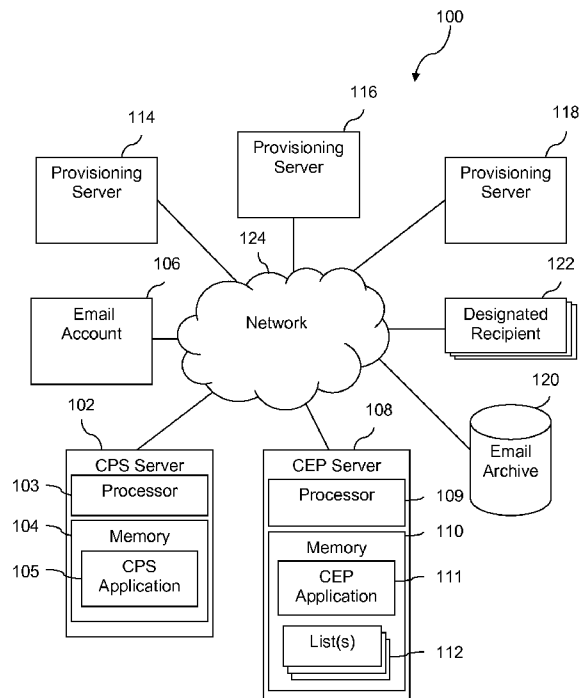 100
114
116
118
Provisioning
Server
Provisioning
Server
Provisioning
Server
124
106
122
Email
Account
Network
Designated
Recipient
102
108
120
CPS Server
CEP Server
Email
Archive
103
Processor
Processor
109
104
Memory
110
Memory
105
CPS
Application
CEP
Application
111
List(s)
112